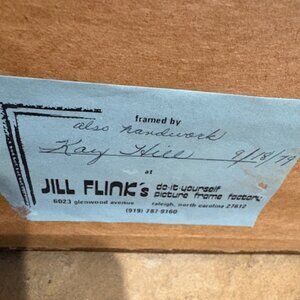 framed by
also handwork
Kay Hill 9/18/79
at
JILL FLINK's do-it-yourself
picture frame factory
6023 glenwood avenue raleigh, north carolina 27612
(919) 787-9160